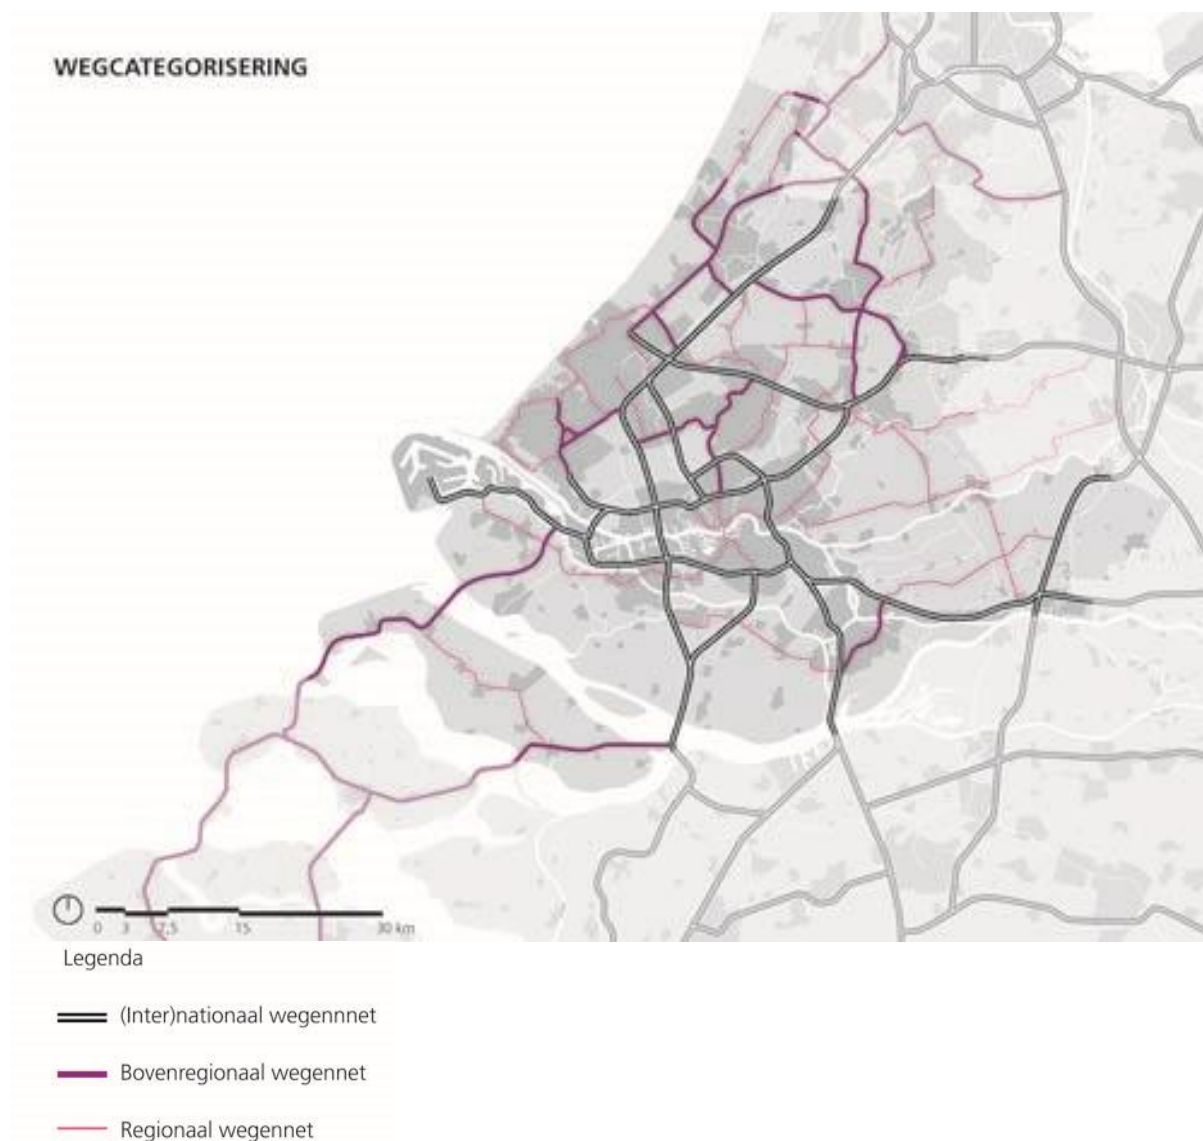 WEGCATEGORISERING
0 3 7,5 15 30 km
Legenda
(Inter)nationaal wegennnet
Bovenregionaal wegennet
Regionaal wegennet